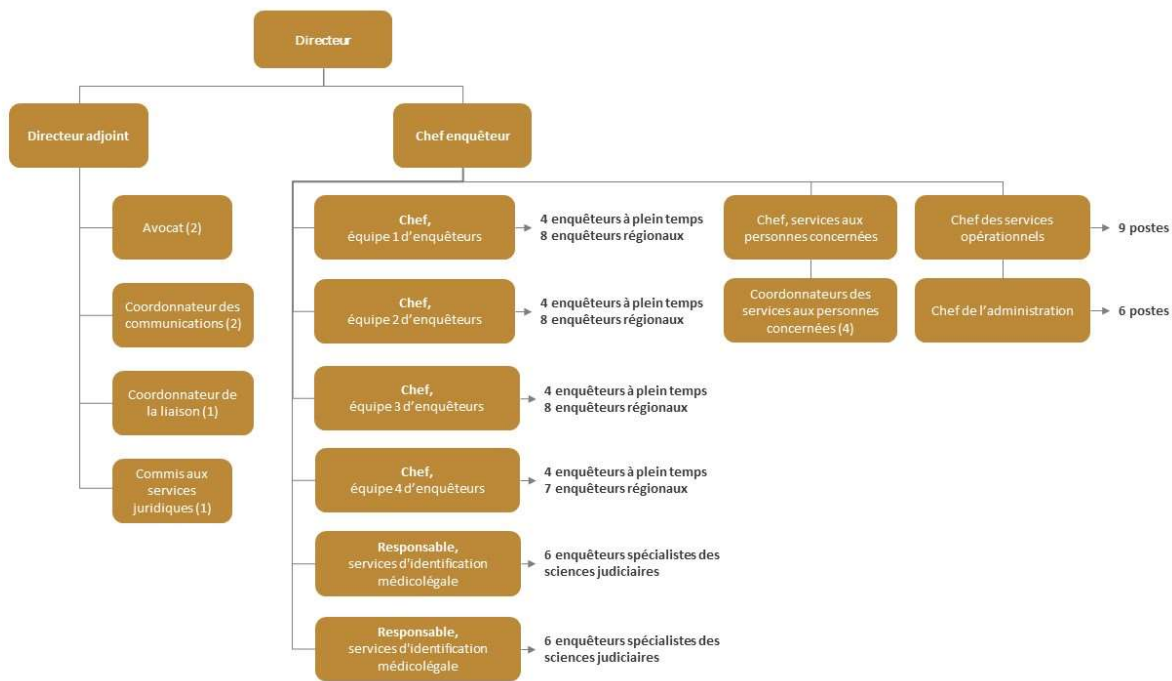 Directeur
Directeur adjoint
Chef enquêteur
Avocat (2)
Coordonnateur des
communications (2)
Coordonnateur de
la liaison (1)
Commis aux
services
juridiques (1)
Chef,
équipe 1 d'enquêteurs
4 enquêteurs à plein temps
8 enquêteurs régionaux
Chef,
équipe 2 d'enquêteurs
4 enquêteurs à plein temps
8 enquêteurs régionaux
Chef,
équipe 3 d'enquêteurs
4 enquêteurs à plein temps
8 enquêteurs régionaux
Chef,
équipe 4 d'enquêteurs
4 enquêteurs à plein temps
7 enquêteurs régionaux
Responsable,
services d'identification
médicolégale
6 enquêteurs spécialistes des
sciences judiciaires
Responsable,
services d'identification
médicolégale
6 enquêteurs spécialistes des
sciences judiciaires
Chef, services aux
personnes concernées
Coordonnateurs des
services aux personnes
concernées (4)
Chef des services
opérationnels
9 postes
Chef de l'administration
6 postes